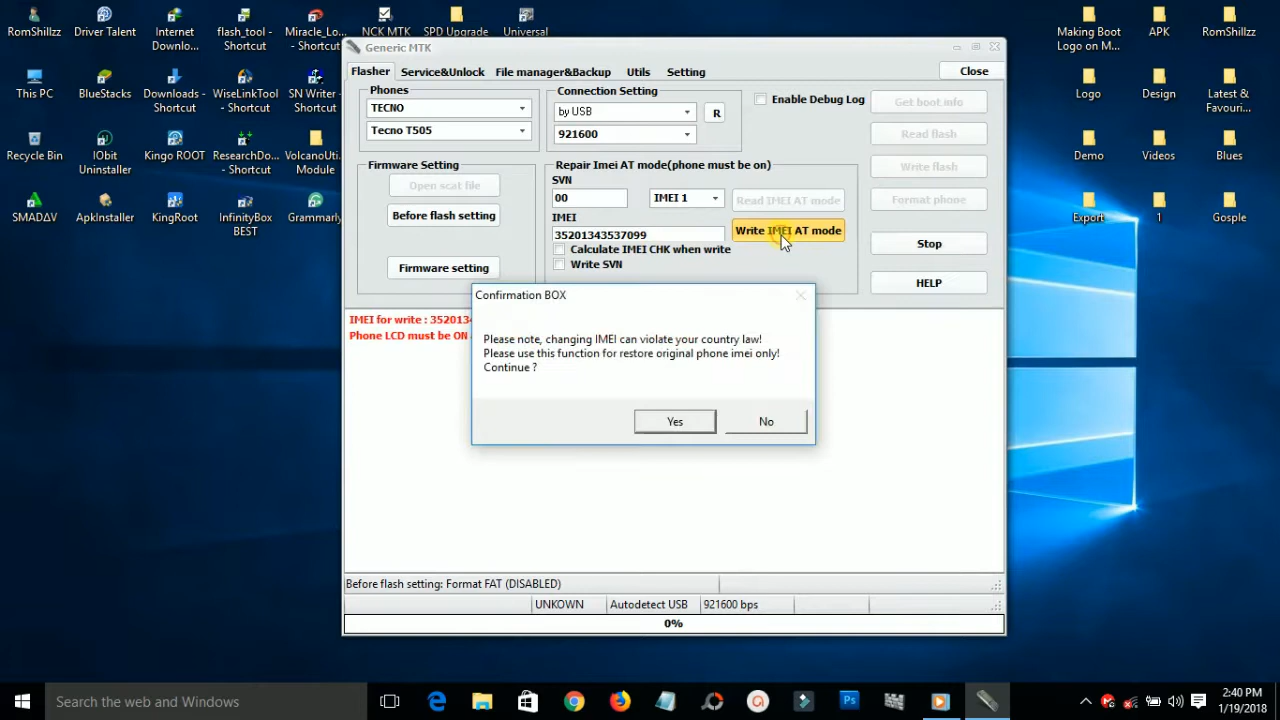 RomShillzz
Driver Talent
Internet Downlo...
flash_tool - Shortcut
Miracle_Lo... - Shortcut
NCK MTK
SPD Upgrade
Universal
Making Boot Logo on M...
APK
RomShillzz
This PC
BlueStacks
Downloads - Shortcut
WiseLinkTool - Shortcut
SN Writer - Shortcut
Logo
Design
Latest & Favouri...
Recycle Bin
IObit Uninstaller
Kingo ROOT
ResearchDo... - Shortcut
VolcanoUti... Module
Demo
Videos
Blues
SMADΔV
ApkInstaller
KingRoot
InfinityBox BEST
Grammarly
Export
1
Gosple
Generic MTK
Flasher
Service&Unlock
File manager&Backup
Utils
Setting
Close
Phones
TECNO
Tecno T505
Connection Setting
by USB
R
921600
Enable Debug Log
Get boot info
Read flash
Write flash
Format phone
Stop
HELP
Firmware Setting
Open scat file
Before flash setting
Firmware setting
Repair Imei AT mode(phone must be on)
SVN
00
IMEI 1
Read IMEI AT mode
IMEI
35201343537099
Write IMEI AT mode
Calculate IMEI CHK when write
Write SVN
IMEI for write : 352013
Phone LCD must be ON
Confirmation BOX
Please note, changing IMEI can violate your country law!
Please use this function for restore original phone imei only!
Continue ?
Yes
No
Before flash setting: Format FAT (DISABLED)
UNKOWN
Autodetect USB
921600 bps
0%
Search the web and Windows
Ps
2:40 PM
1/19/2018